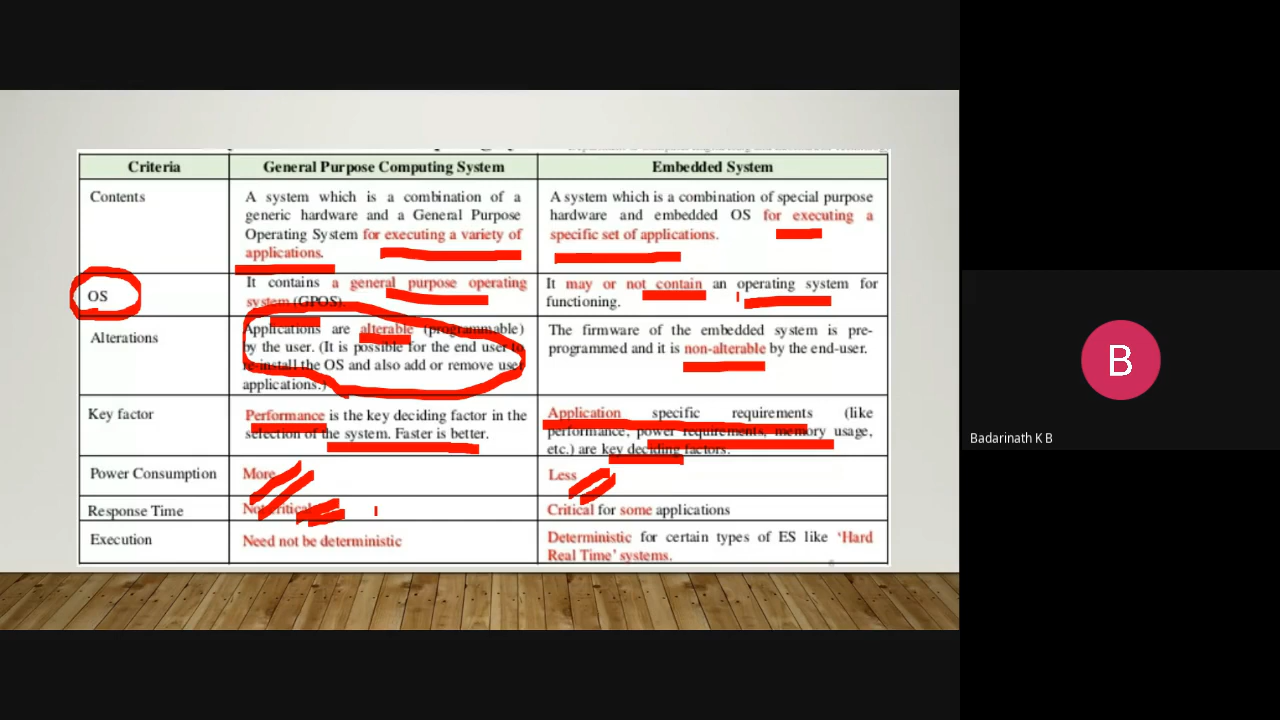 Criteria General Purpose Computing System Embedded System
Contents
A system which is a combination of a
generic hardware and a General Purpose
Operating System for executing a variety of
applications.
A system which is a combination of special purpose
hardware and embedded OS for executing a
specific set of applications.
OS
It contains a general purpose operating
system (GPOS).
It may or not contain an operating system for
functioning.
Alterations
Applications are alterable (programmable)
by the user. (It is possible for the end user to
re-install the OS and also add or remove user
applications.)
The firmware of the embedded system is pre-
programmed and it is non-alterable by the end-user.
Key factor
Performance is the key deciding factor in the
selection of the system. Faster is better.
Application specific requirements (like
performance, power requirements, memory usage,
etc.) are key deciding factors.
Power Consumption More Less
Response Time Not critical Critical for some applications
Execution
Need not be deterministic
Deterministic for certain types of ES like ‘Hard
Real Time’ systems.
B
Badarinath K B